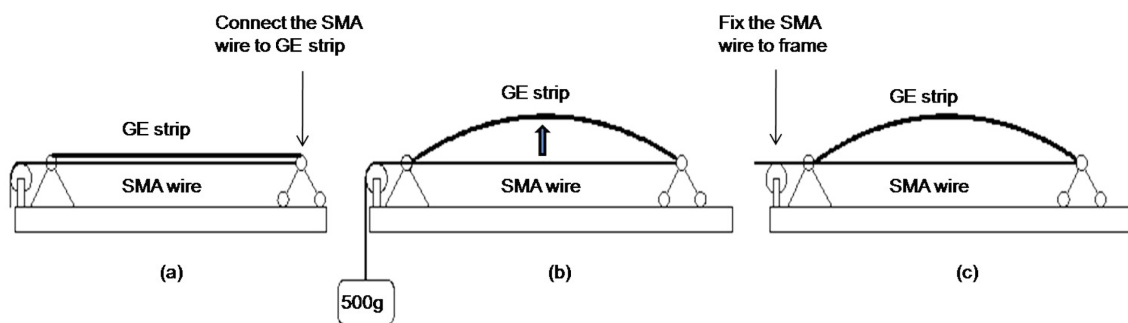 Connect the SMA
wire to GE strip
GE strip
SMA wire
(a)
GE strip
SMA wire
500g
(b)
Fix the SMA
wire to frame
GE strip
SMA wire
(c)